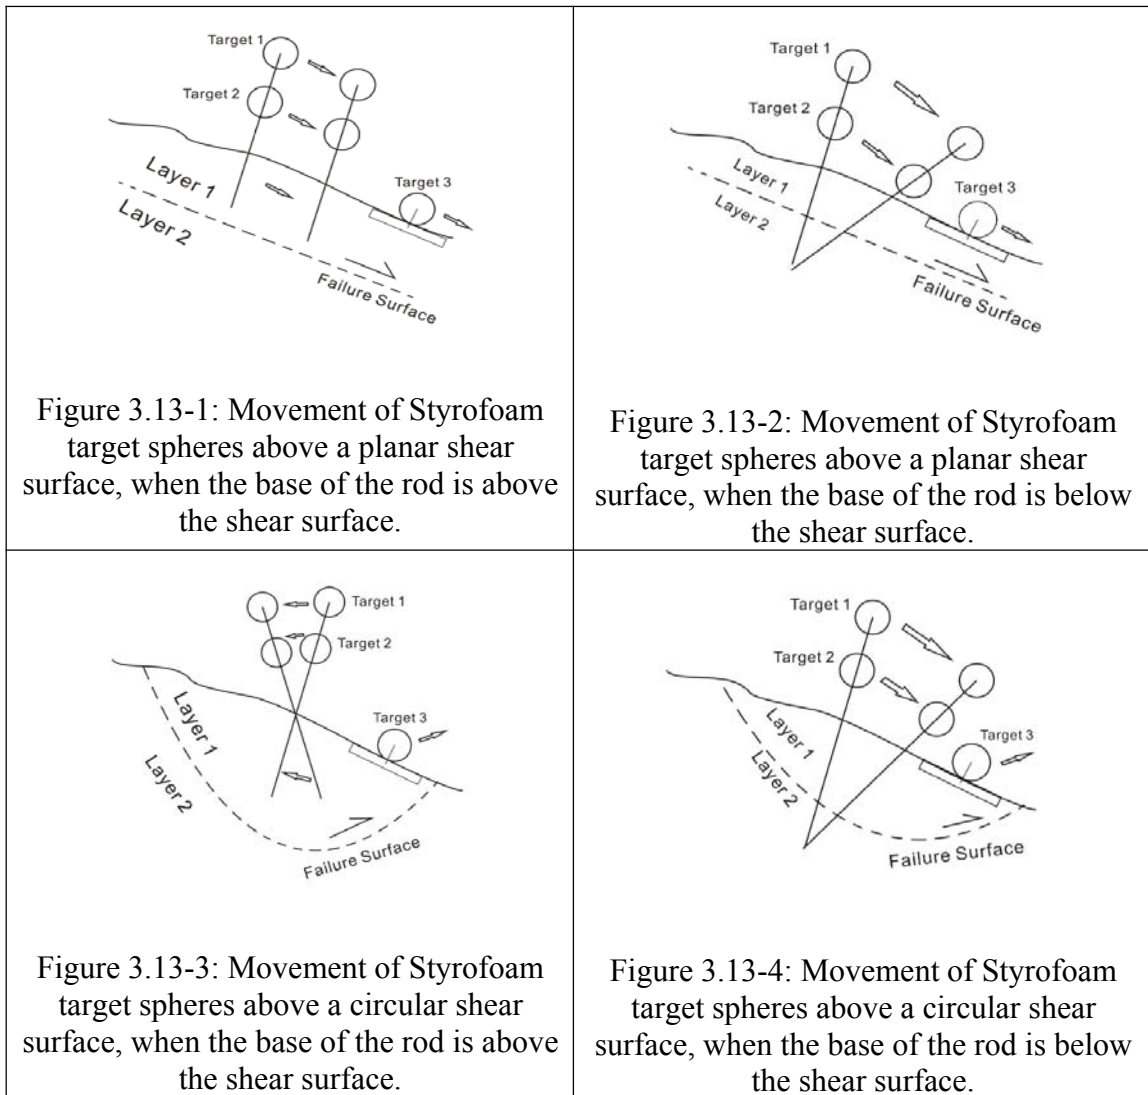 Target 1
Target 2
Layer 1
Target 3
Layer 2
Failure Surface
Figure 3.13-1: Movement of Styrofoam
target spheres above a planar shear
surface, when the base of the rod is above
the shear surface.
Target 1
Target 2
Layer 1
Target 3
Layer 2
Failure Surface
Figure 3.13-2: Movement of Styrofoam
target spheres above a planar shear
surface, when the base of the rod is below
the shear surface.
Target 1
Target 2
Layer 1
Target 3
Layer 2
Failure Surface
Figure 3.13-3: Movement of Styrofoam
target spheres above a circular shear
surface, when the base of the rod is above
the shear surface.
Target 1
Target 2
Layer 1
Target 3
Layer 2
Failure Surface
Figure 3.13-4: Movement of Styrofoam
target spheres above a circular shear
surface, when the base of the rod is below
the shear surface.